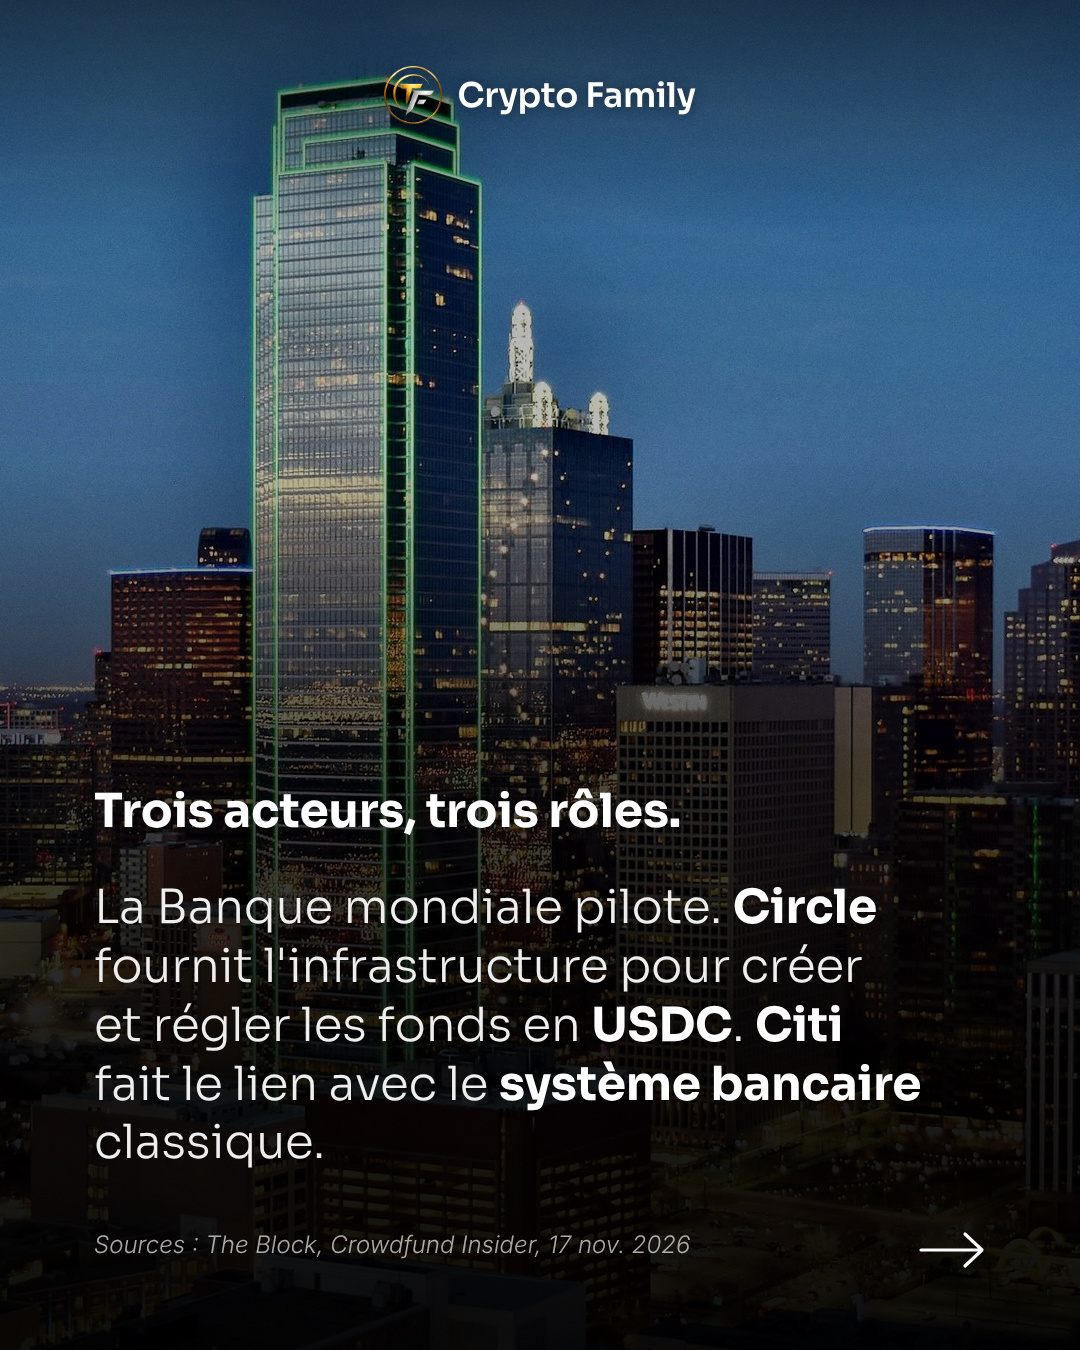 Crypto Family
Trois acteurs, trois rôles.
La Banque mondiale pilote. Circle
fournit l'infrastructure pour créer
et régler les fonds en USDC. Citi
fait le lien avec le système bancaire
classique.
Sources : The Block, Crowdfund Insider, 17 nov. 2026
WESTIN